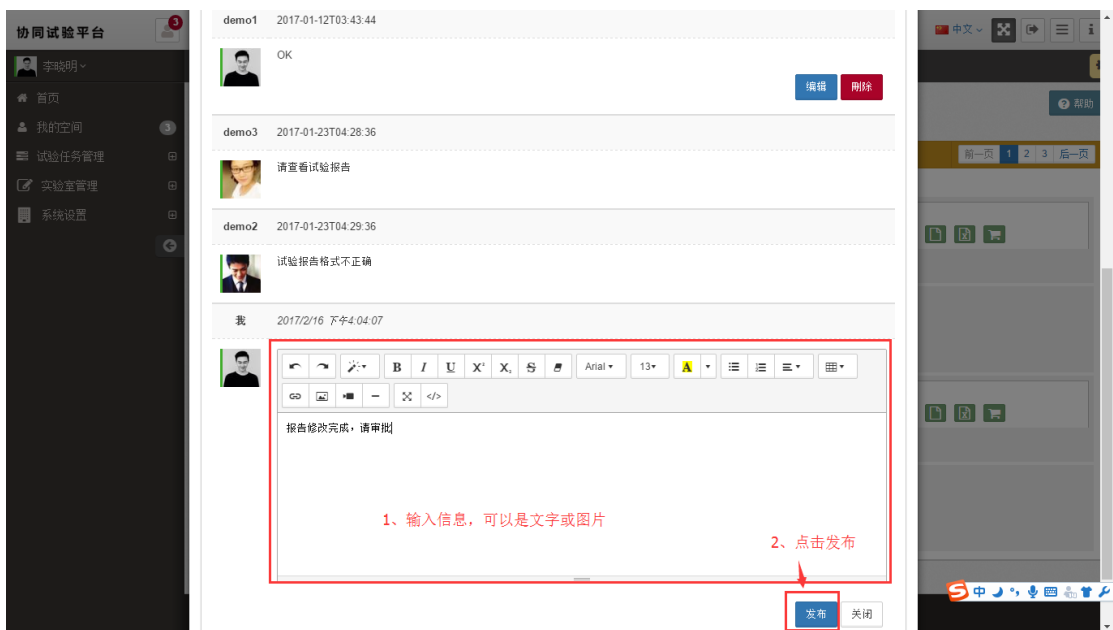 协同试验平台
3
李晓明
首页
我的空间
3
试验任务管理
实验室管理
系统设置
demo1 2017-01-12T03:43:44
OK
编辑 刪除
demo3 2017-01-23T04:28:36
请查看试验报告
demo2 2017-01-23T04:29:36
试验报告格式不正确
我 2017/2/16 下午4:04:07
B I U X² X₂ S Arial 13 A
</>
报告修改完成，请审批
1、输入信息，可以是文字或图片
2、点击发布
发布 关闭
中文
帮助
前一页 1 2 3 后一页
中